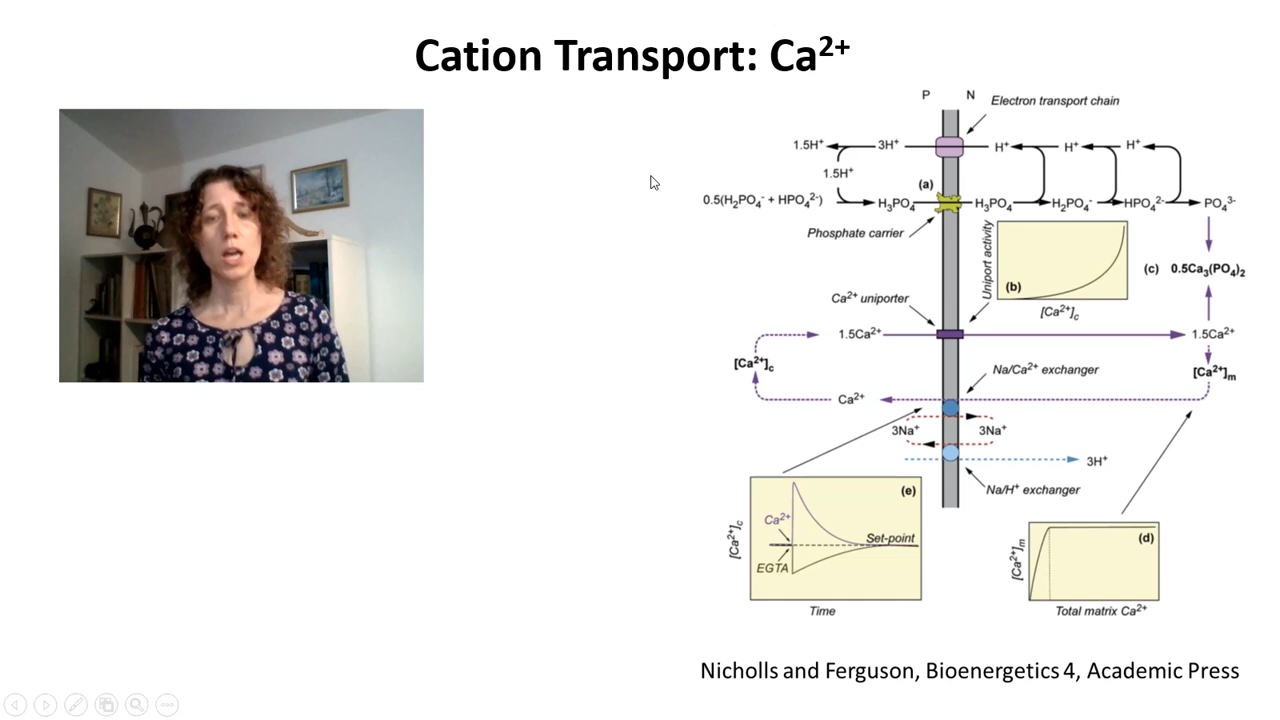 Cation Transport: Ca²⁺
P N
Electron transport chain
1.5H⁺ 3H⁺ H⁺ H⁺ H⁺
1.5H⁺
(a)
0.5(H₂PO₄⁻ + HPO₄²⁻) H₃PO₄ H₃PO₄ H₂PO₄⁻ HPO₄²⁻ PO₄³⁻
Phosphate carrier
Uniport activity
(b)
[Ca²⁺]c
(c) 0.5Ca₃(PO₄)₂
Ca²⁺ uniporter
1.5Ca²⁺ 1.5Ca²⁺
[Ca²⁺]c
Na/Ca²⁺ exchanger
[Ca²⁺]m
Ca²⁺
3Na⁺ 3Na⁺
3H⁺
Na/H⁺ exchanger
(e)
[Ca²⁺]c
Ca²⁺
Set-point
EGTA
Time
(d)
[Ca²⁺]m
Total matrix Ca²⁺
Nicholls and Ferguson, Bioenergetics 4, Academic Press